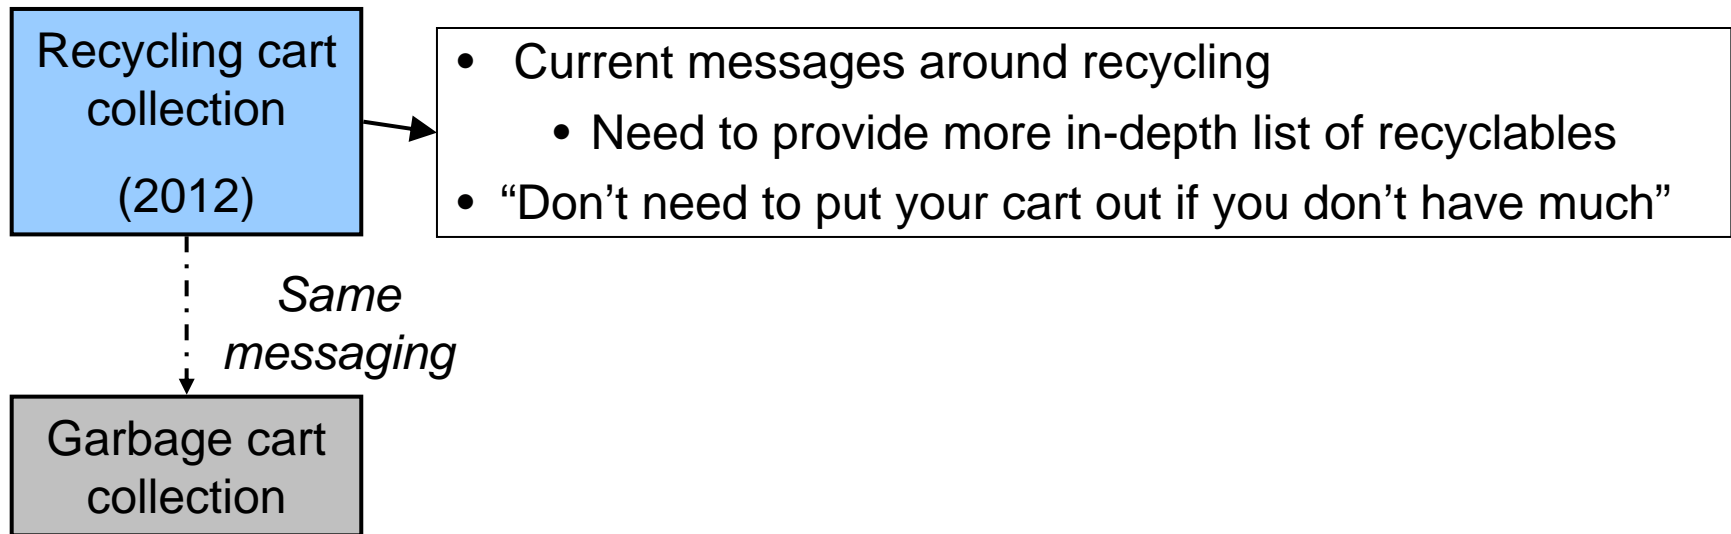 Recycling cart
collection
(2012)
• Current messages around recycling
• Need to provide more in-depth list of recyclables
• “Don’t need to put your cart out if you don’t have much”
Same
messaging
Garbage cart
collection